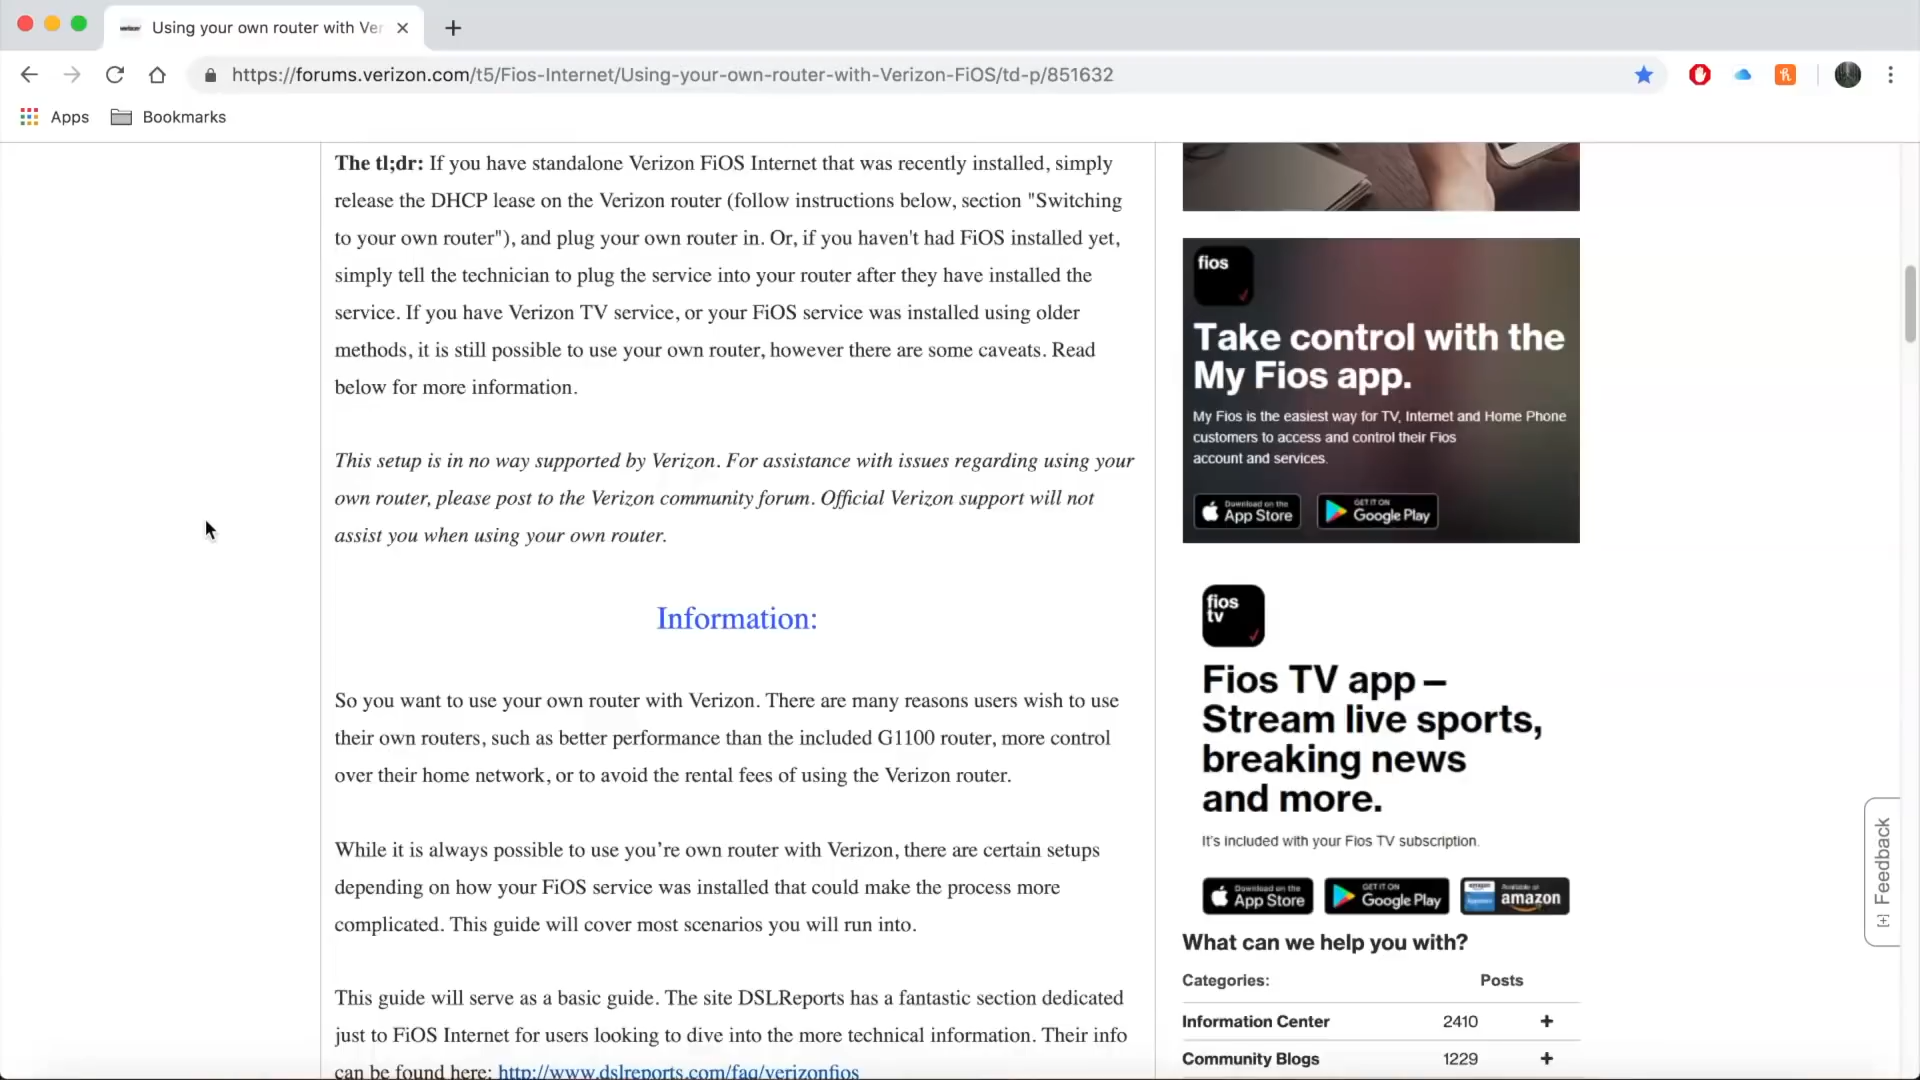 Using your own router with Ver
https://forums.verizon.com/t5/Fios-Internet/Using-your-own-router-with-Verizon-FiOS/td-p/851632
Apps
Bookmarks
The tl;dr: If you have standalone Verizon FiOS Internet that was recently installed, simply
release the DHCP lease on the Verizon router (follow instructions below, section "Switching
to your own router"), and plug your own router in. Or, if you haven't had FiOS installed yet,
simply tell the technician to plug the service into your router after they have installed the
service. If you have Verizon TV service, or your FiOS service was installed using older
methods, it is still possible to use your own router, however there are some caveats. Read
below for more information.
This setup is in no way supported by Verizon. For assistance with issues regarding using your
own router, please post to the Verizon community forum. Official Verizon support will not
assist you when using your own router.
Information:
So you want to use your own router with Verizon. There are many reasons users wish to use
their own routers, such as better performance than the included G1100 router, more control
over their home network, or to avoid the rental fees of using the Verizon router.
While it is always possible to use you’re own router with Verizon, there are certain setups
depending on how your FiOS service was installed that could make the process more
complicated. This guide will cover most scenarios you will run into.
This guide will serve as a basic guide. The site DSLReports has a fantastic section dedicated
just to FiOS Internet for users looking to dive into the more technical information. Their info
can be found here: http://www.dslreports.com/faq/verizonfios
fios
Take control with the
My Fios app.
My Fios is the easiest way for TV, Internet and Home Phone
customers to access and control their Fios
account and services.
Download on the
App Store
GET IT ON
Google Play
fios
tv
Fios TV app –
Stream live sports,
breaking news
and more.
It's included with your Fios TV subscription.
Download on the
App Store
GET IT ON
Google Play
Available at
amazon
What can we help you with?
Categories: Posts
Information Center 2410 +
Community Blogs 1229 +
[+] Feedback